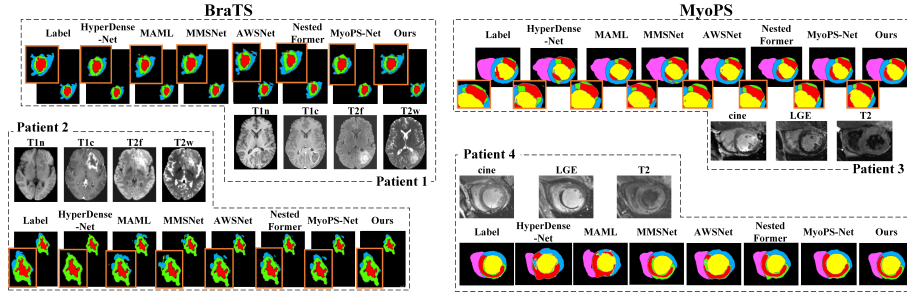 BraTS
Label HyperDense-Net MAML MMSNet AWSNet Nested Former MyoPS-Net Ours
T1n T1c T2f T2w
Patient 1
Patient 2
T1n T1c T2f T2w
Label HyperDense-Net MAML MMSNet AWSNet Nested Former MyoPS-Net Ours
MyoPS
Label HyperDense-Net MAML MMSNet AWSNet Nested Former MyoPS-Net Ours
cine LGE T2
Patient 3
Patient 4
cine LGE T2
Label HyperDense-Net MAML MMSNet AWSNet Nested Former MyoPS-Net Ours